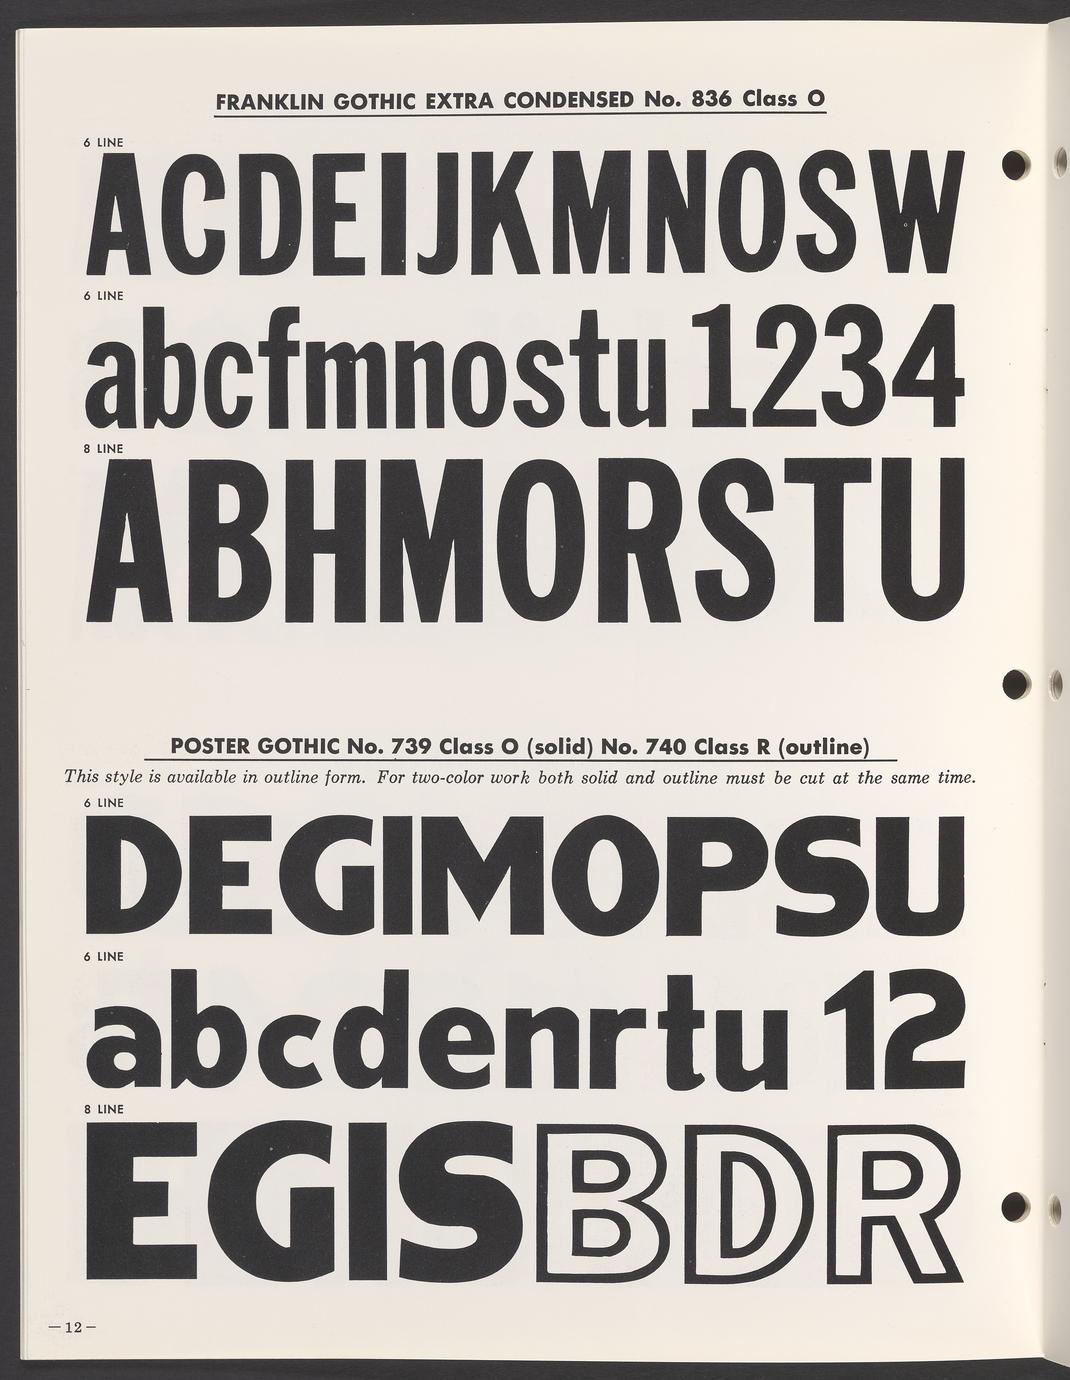 FRANKLIN GOTHIC EXTRA CONDENSED No. 836 Class O
6 LINE
ACDEIJKMNOSW
6 LINE
abcfmnostu 1234
8 LINE
ABHMORSTU
POSTER GOTHIC No. 739 Class O (solid) No. 740 Class R (outline)
This style is available in outline form. For two-color work both solid and outline must be cut at the same time.
6 LINE
DEGIMOPSU
6 LINE
abcdenrtu 12
8 LINE
EGISBDR
—12—